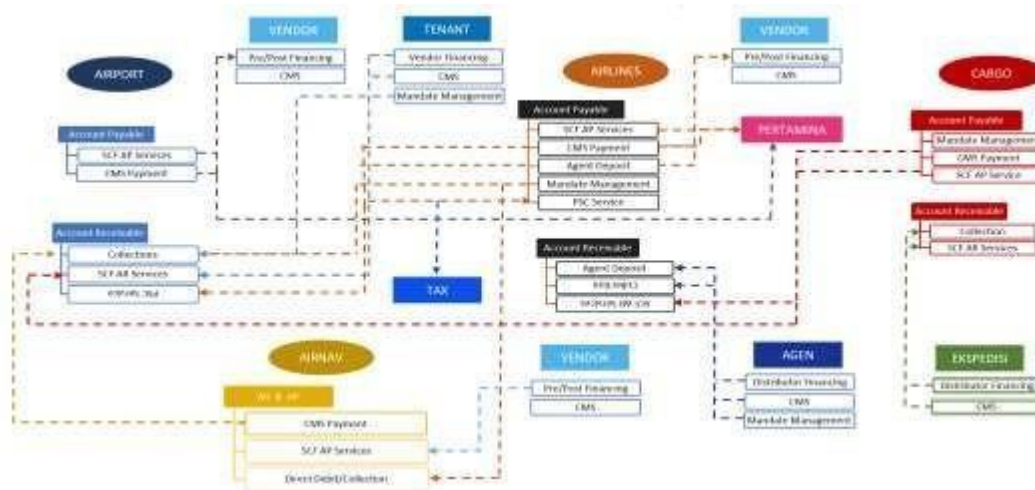 VENDOR
Pre/Post Financing
CMS
TENANT
Vendor Financing
CMS
Mandate Management
VENDOR
Pre/Post Financing
CMS
AIRPORT
AIRLINES
CARGO
Account Payable
SCF AP Services
CMS Payment
Account Payable
SCF AP Services
CMS Payment
Agent Deposit
Mandate Management
PSC Service
PERTAMINA
Account Payable
Mandate Management
CMS Payment
SCF AP Service
Account Receivable
Collections
SCF AR Services
TAX
Account Receivable
Agent Deposit
Account Receivable
Collection
SCF AR Services
AIRNAV
CMS Payment
SCF AP Services
Direct Debit/Collection
VENDOR
Pre/Post Financing
CMS
AGEN
Distributor Financing
CMS
Mandate Management
EKSPEDISI
Distributor Financing
CMS